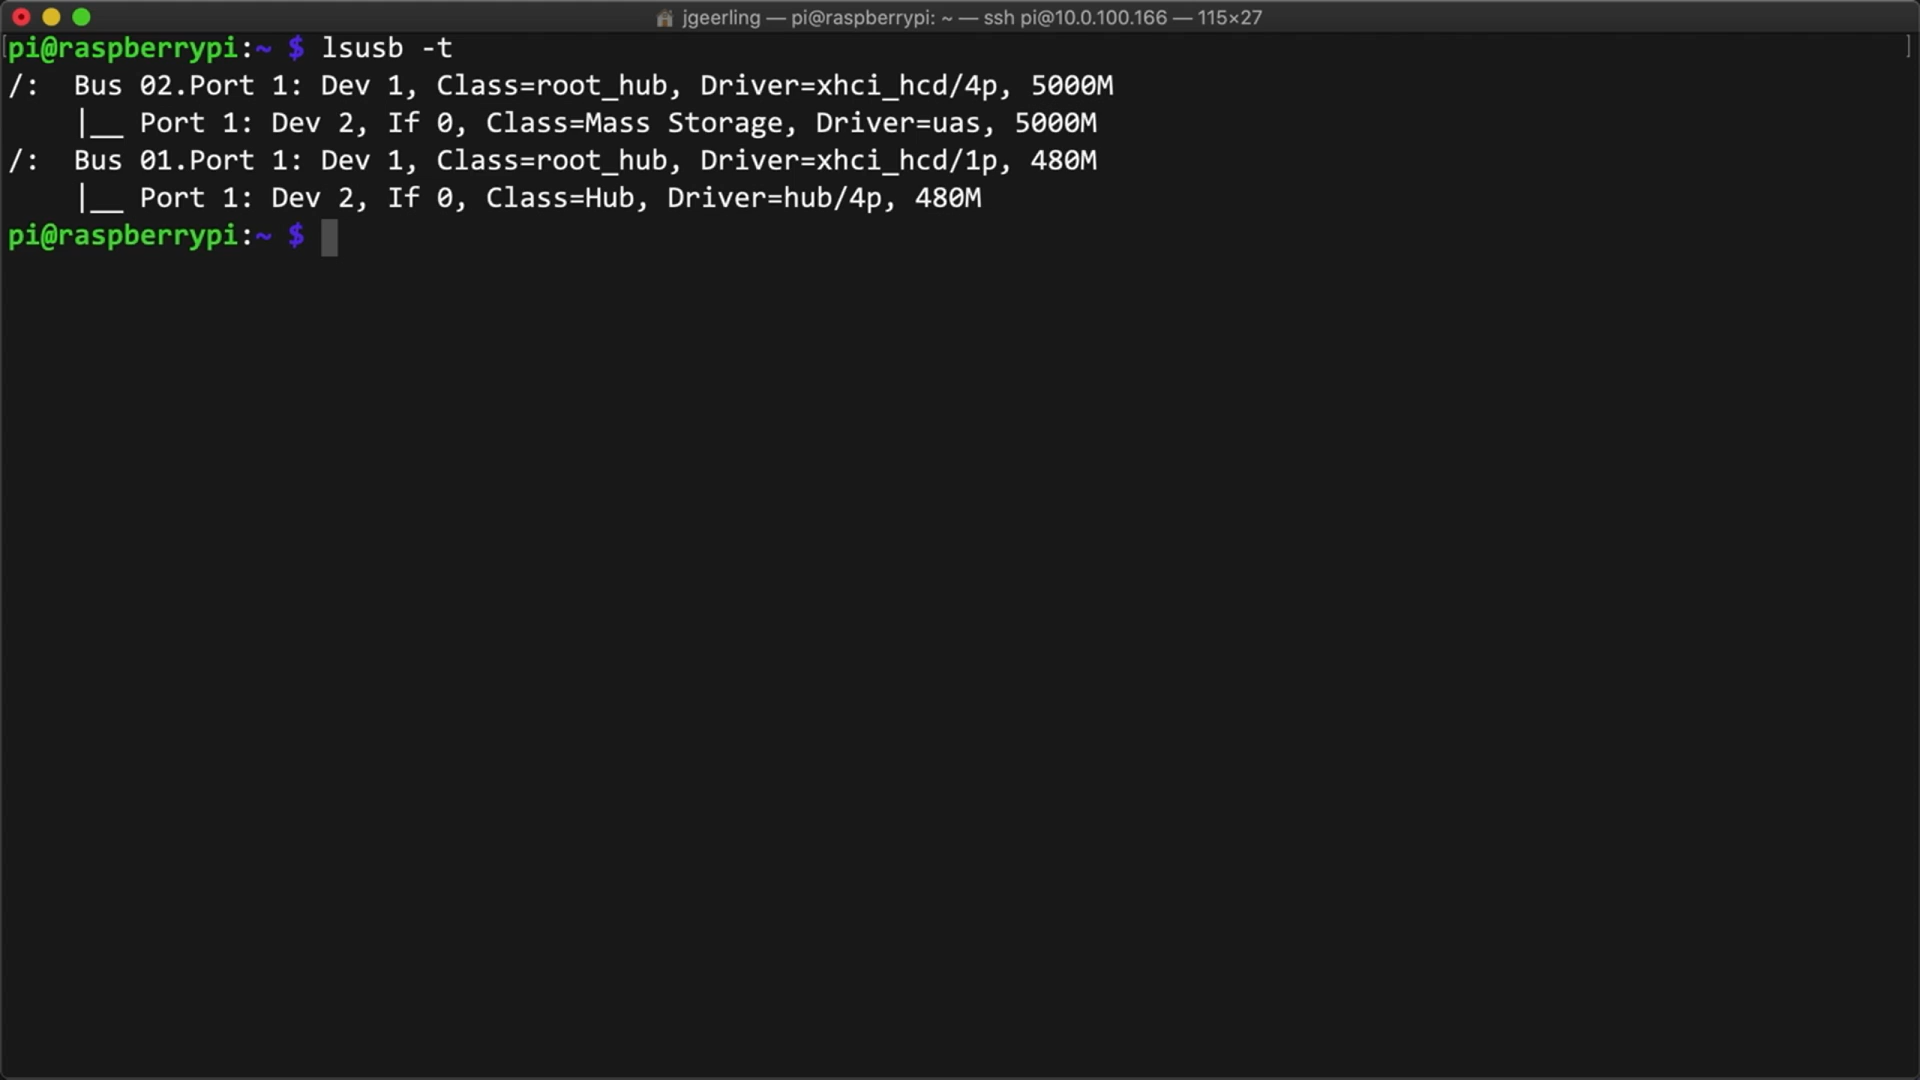 jgeerling — pi@raspberrypi: ~ — ssh pi@10.0.100.166 — 115×27
pi@raspberrypi:~ $ lsusb -t
/:  Bus 02.Port 1: Dev 1, Class=root_hub, Driver=xhci_hcd/4p, 5000M
    |__ Port 1: Dev 2, If 0, Class=Mass Storage, Driver=uas, 5000M
/:  Bus 01.Port 1: Dev 1, Class=root_hub, Driver=xhci_hcd/1p, 480M
    |__ Port 1: Dev 2, If 0, Class=Hub, Driver=hub/4p, 480M
pi@raspberrypi:~ $